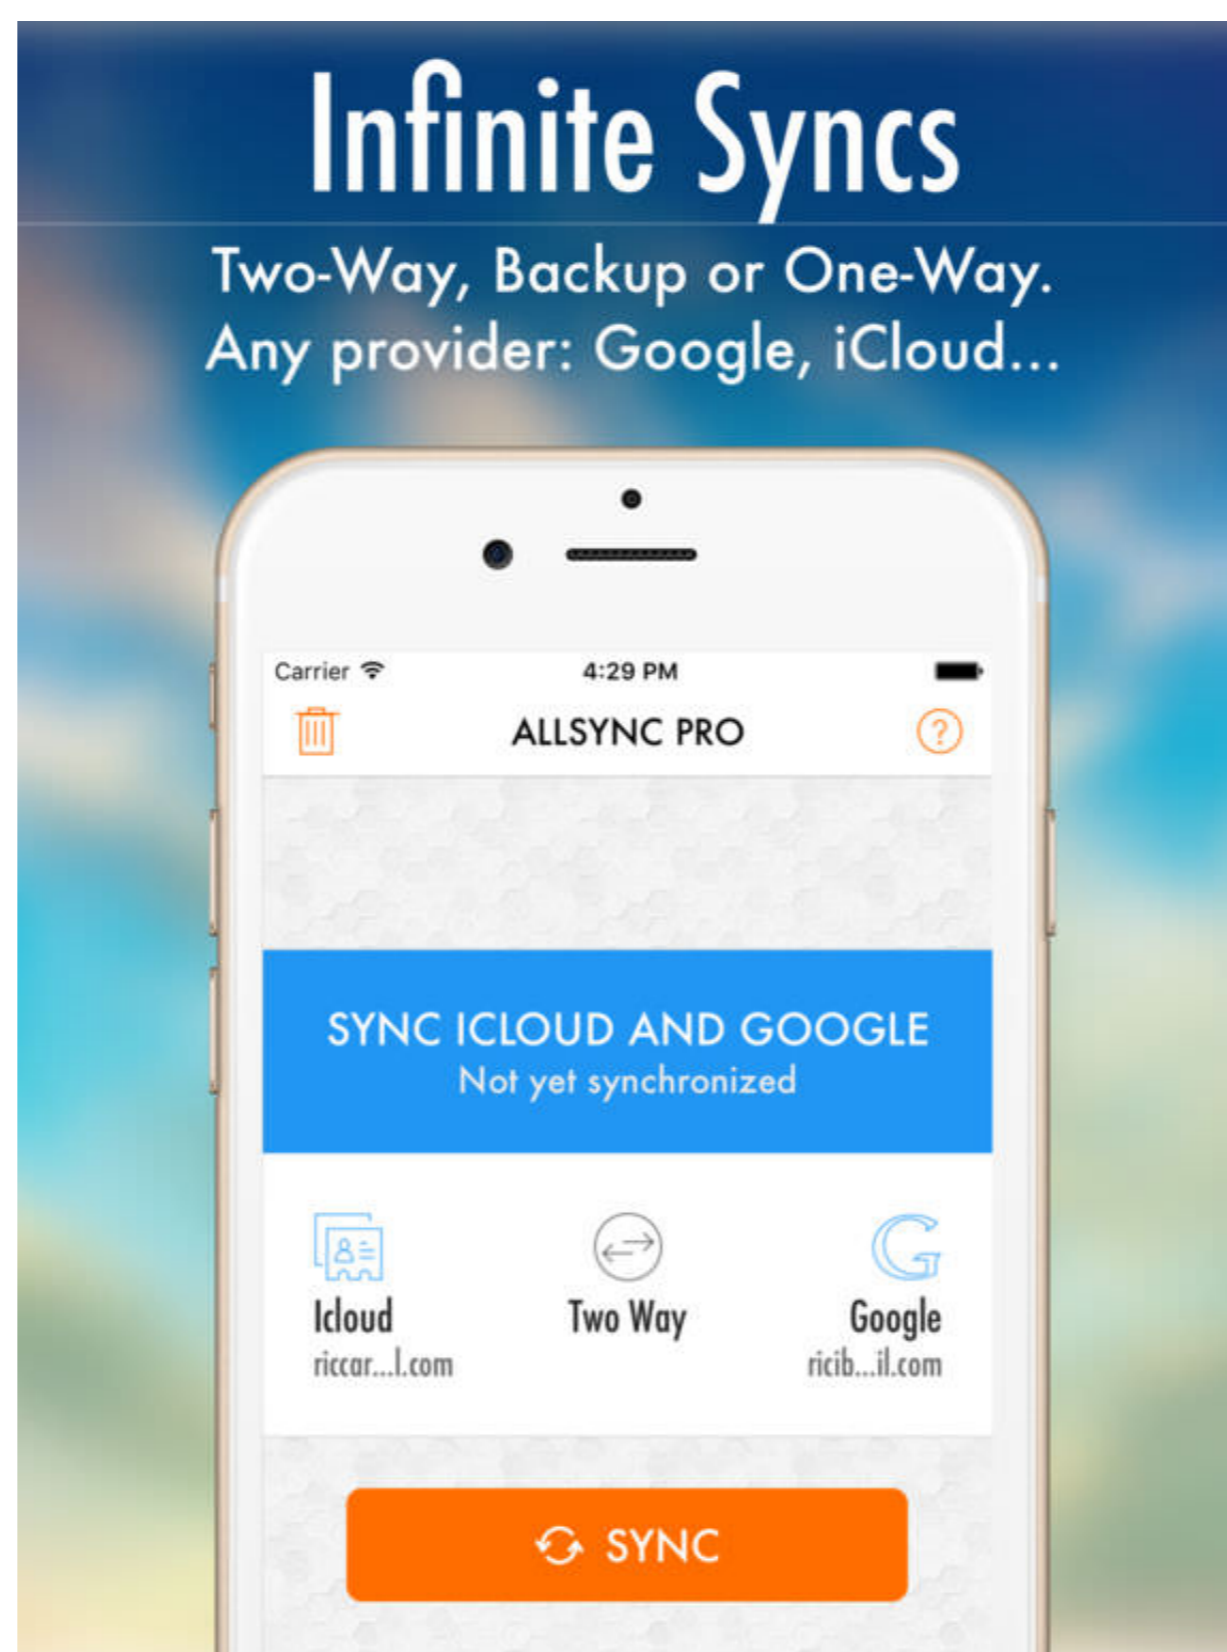 Infinite Syncs
Two-Way, Backup or One-Way.
Any provider: Google, iCloud...
Carrier 4:29 PM
ALLSYNC PRO ?
SYNC ICLOUD AND GOOGLE
Not yet synchronized
G
Icloud Two Way Google
riccar...l.com ricib...il.com
SYNC